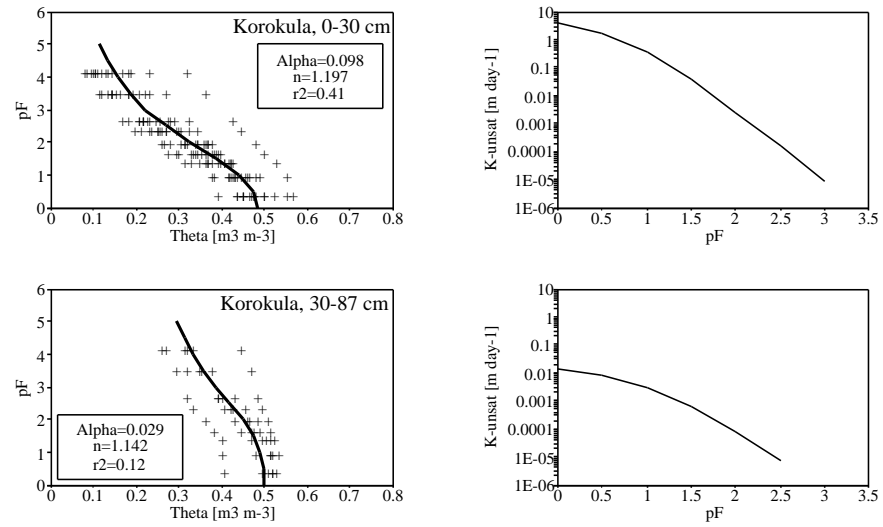 Korokula, 0-30 cm
Alpha=0.098
n=1.197
r2=0.41
pF
6
5
4
3
2
1
0
0 0.1 0.2 0.3 0.4 0.5 0.6 0.7 0.8
Theta [m3 m-3]
K-unsat [m day-1]
10
1
0.1
0.01
0.001
0.0001
1E-05
1E-06
0 0.5 1 1.5 2 2.5 3 3.5
pF
Korokula, 30-87 cm
Alpha=0.029
n=1.142
r2=0.12
pF
6
5
4
3
2
1
0
0 0.1 0.2 0.3 0.4 0.5 0.6 0.7 0.8
Theta [m3 m-3]
K-unsat [m day-1]
10
1
0.1
0.01
0.001
0.0001
1E-05
1E-06
0 0.5 1 1.5 2 2.5 3 3.5
pF